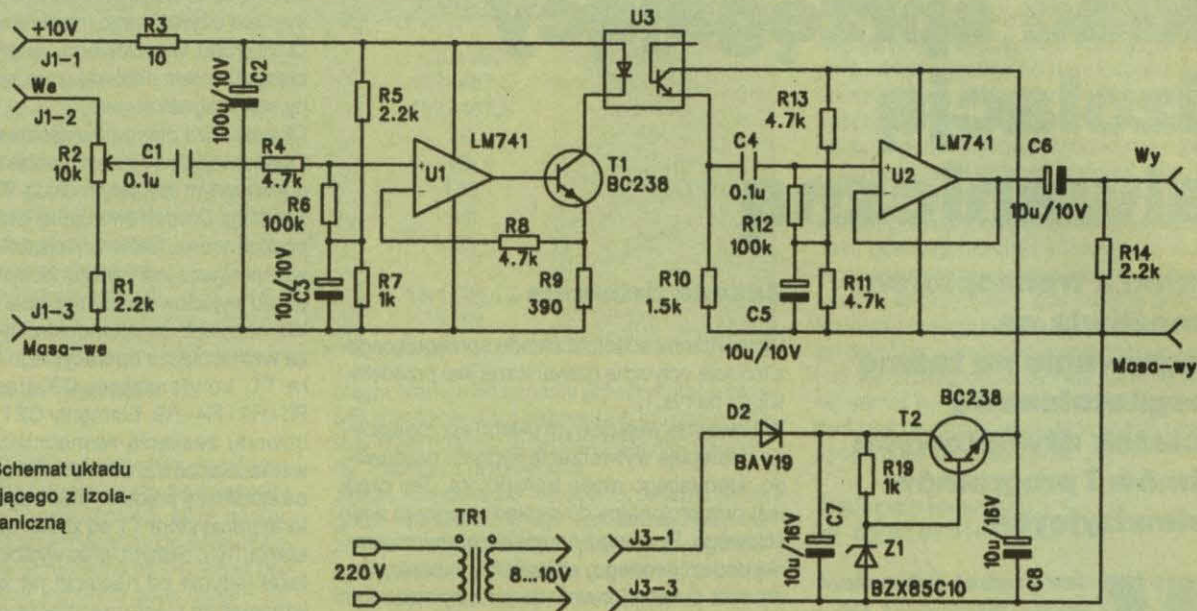 +10V
J1-1
R3
10
We
J1-2
R2
10k
R1
2.2k
J1-3
Masa-we
C1
0.1u
C2
100u/10V
R4
4.7k
R5
2.2k
R6
100k
C3
10u/10V
R7
1k
LM741
+
-
U1
R8
4.7k
T1
BC238
R9
390
U3
R10
1.5k
C4
0.1u
R13
4.7k
R12
100k
C5
10u/10V
R11
4.7k
LM741
+
-
U2
C6
10u/10V
Wy
R14
2.2k
Masa-wy
Schemat układu
jącego z izola-
aniczną
TR1
220 V
8...10V
J3-1
J3-3
D2
BAV19
C7
10u/16V
R19
1k
Z1
BZX85C10
T2
BC238
C8
10u/16V